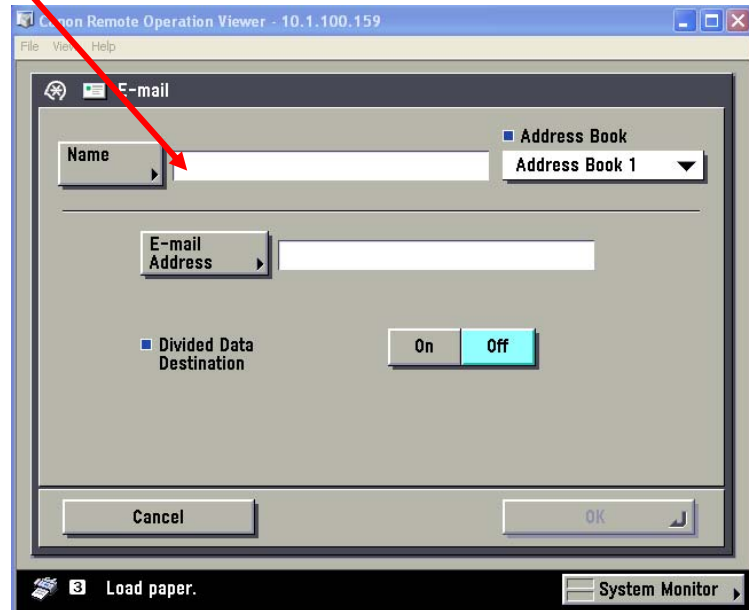 Canon Remote Operation Viewer - 10.1.100.159
File View Help
E-mail
Name
Address Book
Address Book 1
E-mail
Address
Divided Data
Destination
On Off
Cancel OK
3 Load paper. System Monitor